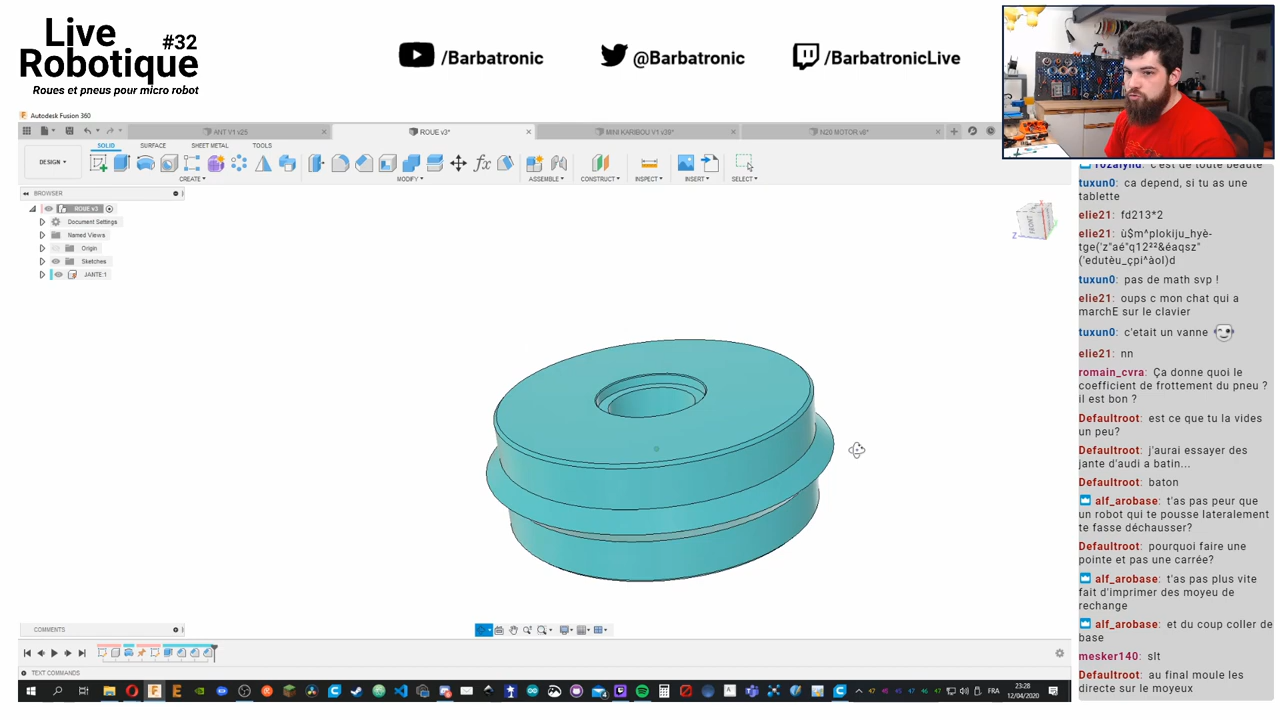 Live
Robotique #32
Roues et pneus pour micro robot
/Barbatronic
@Barbatronic
/BarbatronicLive
Autodesk Fusion 360
ANT V1 v25
ROUE v3*
MINI KARIBOU V1 v39*
N20 MOTOR v8*
SOLID
SURFACE
SHEET METAL
TOOLS
DESIGN
CREATE
MODIFY
ASSEMBLE
CONSTRUCT
INSPECT
INSERT
SELECT
BROWSER
ROUE v3
Document Settings
Named Views
Origin
Sketches
JANTE:1
FRONT
Z
COMMENTS
TEXT COMMANDS
FRA
23:28
12/04/2020
rozalynd: c'est de toute beauté
tuxun0: ca depend, si tu as une
tablette
elie21: fd213*2
elie21: ù$m^plokiju_hyè-
tge('z"aé"q12²²&éaqsz"
('edutèu_çpi^àol)d
tuxun0: pas de math svp !
elie21: oups c mon chat qui a
marchE sur le clavier
tuxun0: c'etait un vanne
elie21: nn
romain_cvra: Ça donne quoi le
coefficient de frottement du pneu ?
il est bon ?
Defaultroot: est ce que tu la vides
un peu?
Defaultroot: j'aurai essayer des
jante d'audi a batin...
Defaultroot: baton
alf_arobase: t'as pas peur que
un robot qui te pousse lateralement
te fasse déchausser?
Defaultroot: pourquoi faire une
pointe et pas une carrée?
alf_arobase: t'as pas plus vite
fait d'imprimer des moyeu de
rechange
alf_arobase: et du coup coller de
base
mesker140: slt
Defaultroot: au final moule les
directe sur le moyeux